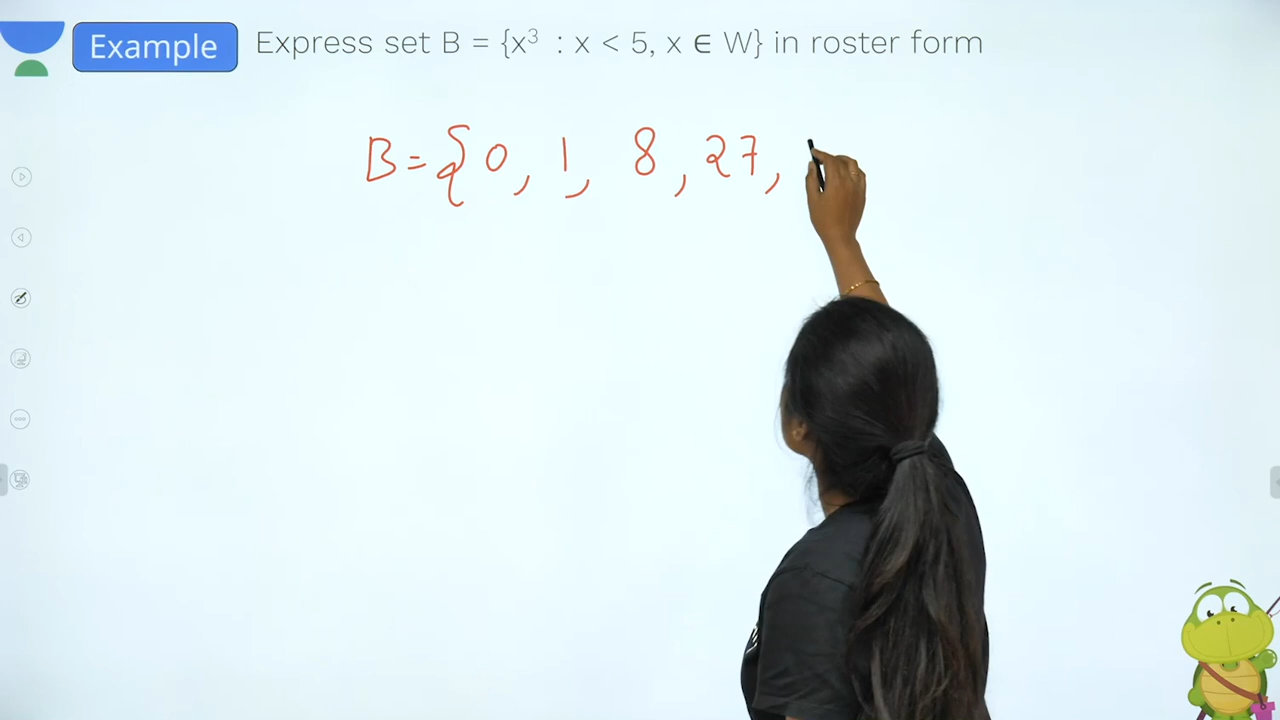 Example Express set B = {x³ : x < 5, x ∈ W} in roster form
B = { 0, 1, 8, 27,